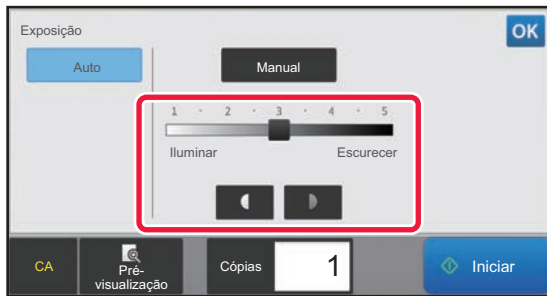 Exposição
OK
Auto
Manual
1 · 2 · 3 · 4 · 5
Iluminar
Escurecer
CA
Pré-
visualização
Cópias
1
Iniciar